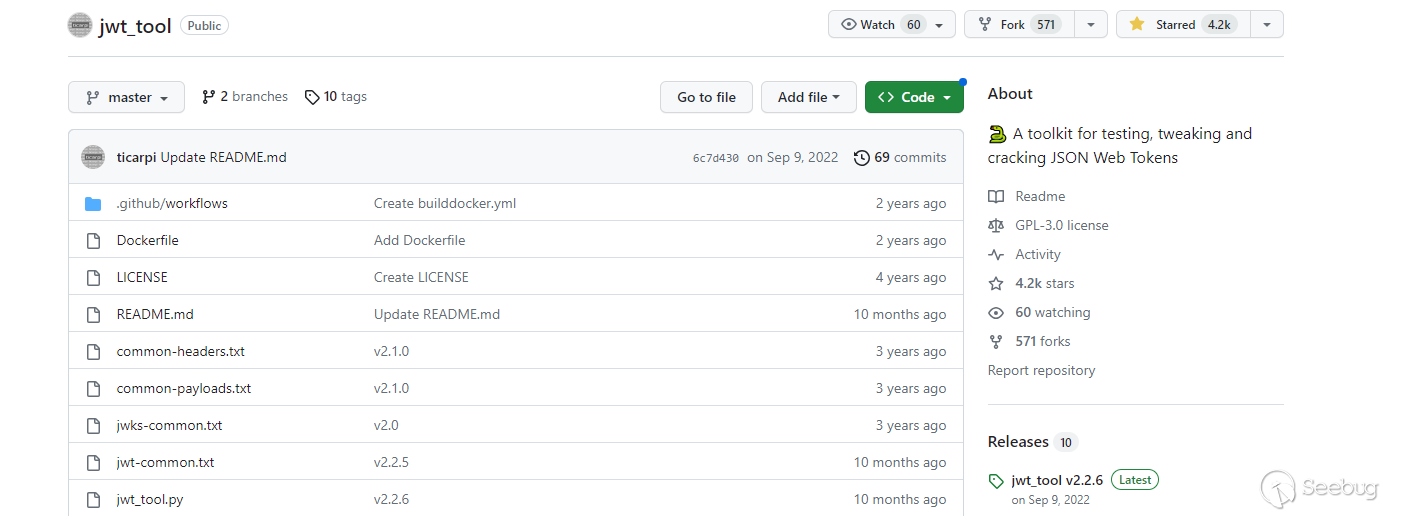 jwt_tool Public
Watch 60
Fork 571
Starred 4.2k
master
2 branches
10 tags
Go to file
Add file
Code
ticarpi Update README.md
6c7d430 on Sep 9, 2022
69 commits
.github/workflows Create builddocker.yml 2 years ago
Dockerfile Add Dockerfile 2 years ago
LICENSE Create LICENSE 4 years ago
README.md Update README.md 10 months ago
common-headers.txt v2.1.0 3 years ago
common-payloads.txt v2.1.0 3 years ago
jwks-common.txt v2.0 3 years ago
jwt-common.txt v2.2.5 10 months ago
jwt_tool.py v2.2.6 10 months ago
About
A toolkit for testing, tweaking and
cracking JSON Web Tokens
Readme
GPL-3.0 license
Activity
4.2k stars
60 watching
571 forks
Report repository
Releases 10
jwt_tool v2.2.6 Latest
on Sep 9, 2022
Seebug